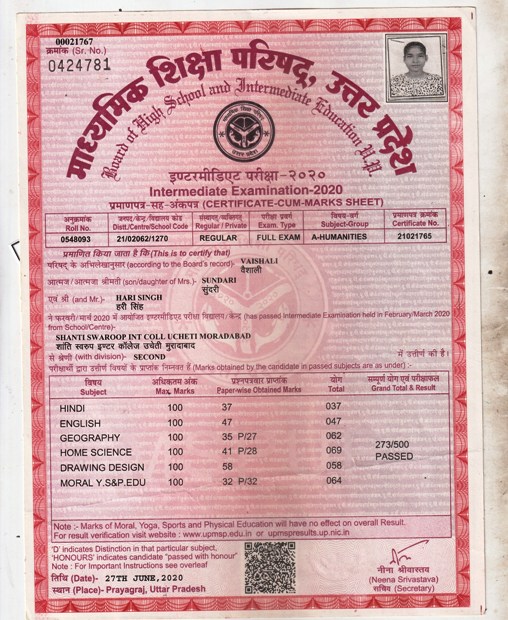 00021767
क्रमांक (Sr. No.)
0424781
माध्यमिक शिक्षा परिषद, उत्तर प्रदेश
Board of High School and Intermediate Education U.P.
इण्टरमीडिएट परीक्षा-२०२०
Intermediate Examination-2020
प्रमाणपत्र-सह-अंकपत्र (CERTIFICATE-CUM-MARKS SHEET)
अनुक्रमांक जनपद/केन्द्र/विद्यालय कोड संस्थागत/व्यक्तिगत परीक्षा प्रवर्ग विषय-वर्ग प्रमाणपत्र क्रमांक
Roll No. Distt./Centre/School Code Regular / Private Exam. Type Subject-Group Certificate No.
0548093 21/02062/1270 REGULAR FULL EXAM A-HUMANITIES 21021765
प्रमाणित किया जाता है कि (This is to certify that)
परिषद् के अभिलेखानुसार (according to the Board's record)- VAISHALI
वैशाली
आत्मज / आत्मजा श्रीमती (son/daughter of Mrs.)- SUNDARI
सुंदरी
एवं श्री (and Mr.)- HARI SINGH
हरी सिंह
ने फरवरी/मार्च 2020 में आयोजित इण्टरमीडिएट परीक्षा विद्यालय/केन्द्र (has passed Intermediate Examination held in February/March 2020
from School/Centre)-
SHANTI SWAROOP INT COLL UCHETI MORADABAD
शांति स्वरुप इण्टर कॉलेज उचेती मुरादाबाद
से श्रेणी (with division)- SECOND में उत्तीर्ण की है।
परीक्षार्थी द्वारा उत्तीर्ण विषयों के प्राप्तांक निम्नवत हैं (Marks obtained by the candidate in passed subjects are as under:)-
विषय अधिकतम अंक प्रश्नपत्रवार प्राप्तांक योग सम्पूर्ण योग एवं परीक्षाफल
Subject Max. Marks Paper-wise Obtained Marks Total Grand Total & Result
HINDI 100 37 037
ENGLISH 100 47 047
GEOGRAPHY 100 35 P/27 062
HOME SCIENCE 100 41 P/28 069
273/500
PASSED
DRAWING DESIGN 100 58 058
MORAL Y.S&P.EDU 100 32 P/32 064
Note :- Marks of Moral, Yoga, Sports and Physical Education will have no effect on overall Result.
For result verification visit website : www.upmsp.edu.in or upmspresults.up.nic.in
'D' indicates Distinction in that particular subject,
'HONOURS' indicates candidate "passed with honour"
Note : For Important Instructions see overleaf
तिथि (Date)- 27TH JUNE,2020
स्थान (Place)- Prayagraj, Uttar Pradesh
नीना श्रीवास्तव
(Neena Srivastava)
सचिव (Secretary)